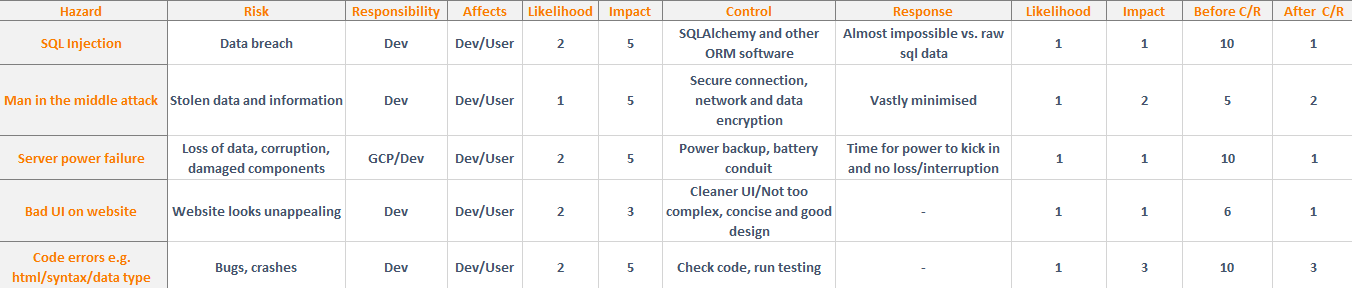 Hazard Risk Responsibility Affects Likelihood Impact Control Response Likelihood Impact Before C/R After C/R
SQL Injection Data breach Dev Dev/User 2 5 SQLAlchemy and other
ORM software Almost impossible vs. raw
sql data 1 1 10 1
Man in the middle attack Stolen data and information Dev Dev/User 1 5 Secure connection,
network and data
encryption Vastly minimised 1 2 5 2
Server power failure Loss of data, corruption,
damaged components GCP/Dev Dev/User 2 5 Power backup, battery
conduit Time for power to kick in
and no loss/interruption 1 1 10 1
Bad UI on website Website looks unappealing Dev Dev/User 2 3 Cleaner UI/Not too
complex, concise and good
design - 1 1 6 1
Code errors e.g.
html/syntax/data type Bugs, crashes Dev Dev/User 2 5 Check code, run testing - 1 3 10 3